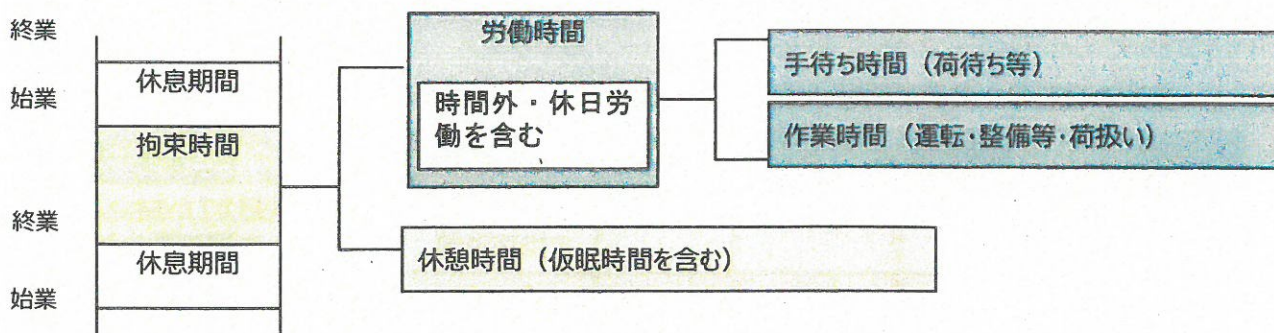 終業
休息期間
始業
拘束時間
終業
休息期間
始業
労働時間
時間外・休日労
働を含む
手待ち時間（荷待ち等）
作業時間（運転・整備等・荷扱い）
休憩時間（仮眠時間を含む）